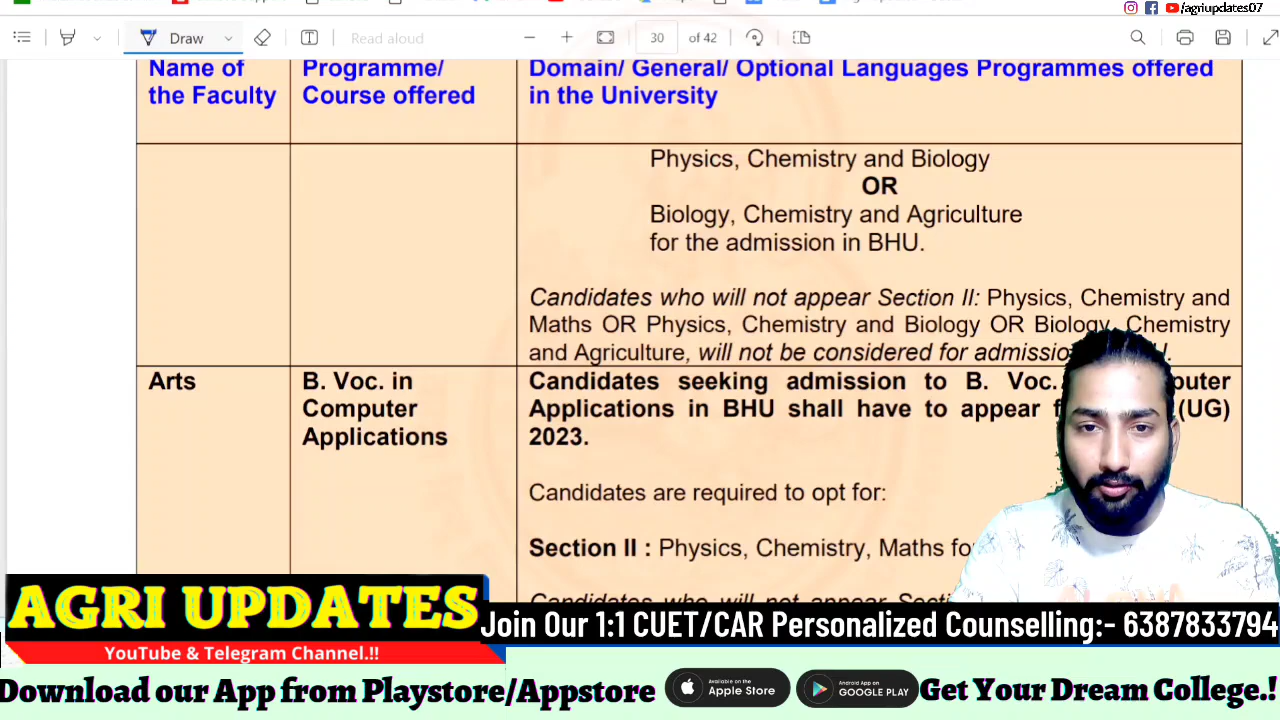 /agriupdates07
Draw
Read aloud
30 of 42
Name of
the Faculty
Programme/
Course offered
Domain/ General/ Optional Languages Programmes offered
in the University
Physics, Chemistry and Biology
OR
Biology, Chemistry and Agriculture
for the admission in BHU.
Candidates who will not appear Section II: Physics, Chemistry and
Maths OR Physics, Chemistry and Biology OR Biology, Chemistry
and Agriculture, will not be considered for
Arts
B. Voc. in
Computer
Applications
Candidates seeking admission to B. Voc.
Applications in BHU shall have to appear (UG)
2023.
Candidates are required to opt for:
Section II : Physics, Chemistry, Maths
Candidates who will not appear
AGRI UPDATES
YouTube & Telegram Channel.!!
Join Our 1:1 CUET/CAR Personalized Counselling:- 6387833794
Download our App from Playstore/Appstore
Available on the
Apple Store
Android App on
GOOGLE PLAY
Get Your Dream College.!